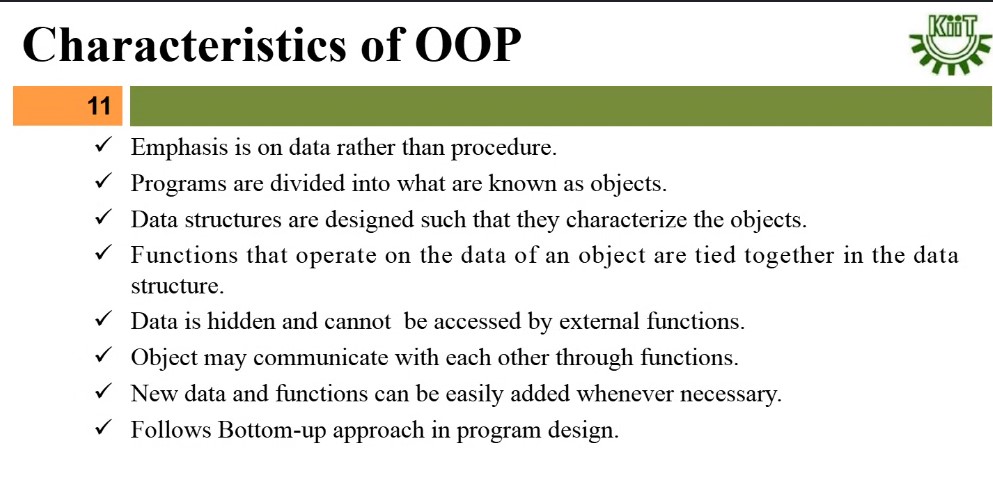 Characteristics of OOP
KiiT
11
✓ Emphasis is on data rather than procedure.
✓ Programs are divided into what are known as objects.
✓ Data structures are designed such that they characterize the objects.
✓ Functions that operate on the data of an object are tied together in the data
structure.
✓ Data is hidden and cannot  be accessed by external functions.
✓ Object may communicate with each other through functions.
✓ New data and functions can be easily added whenever necessary.
✓ Follows Bottom-up approach in program design.